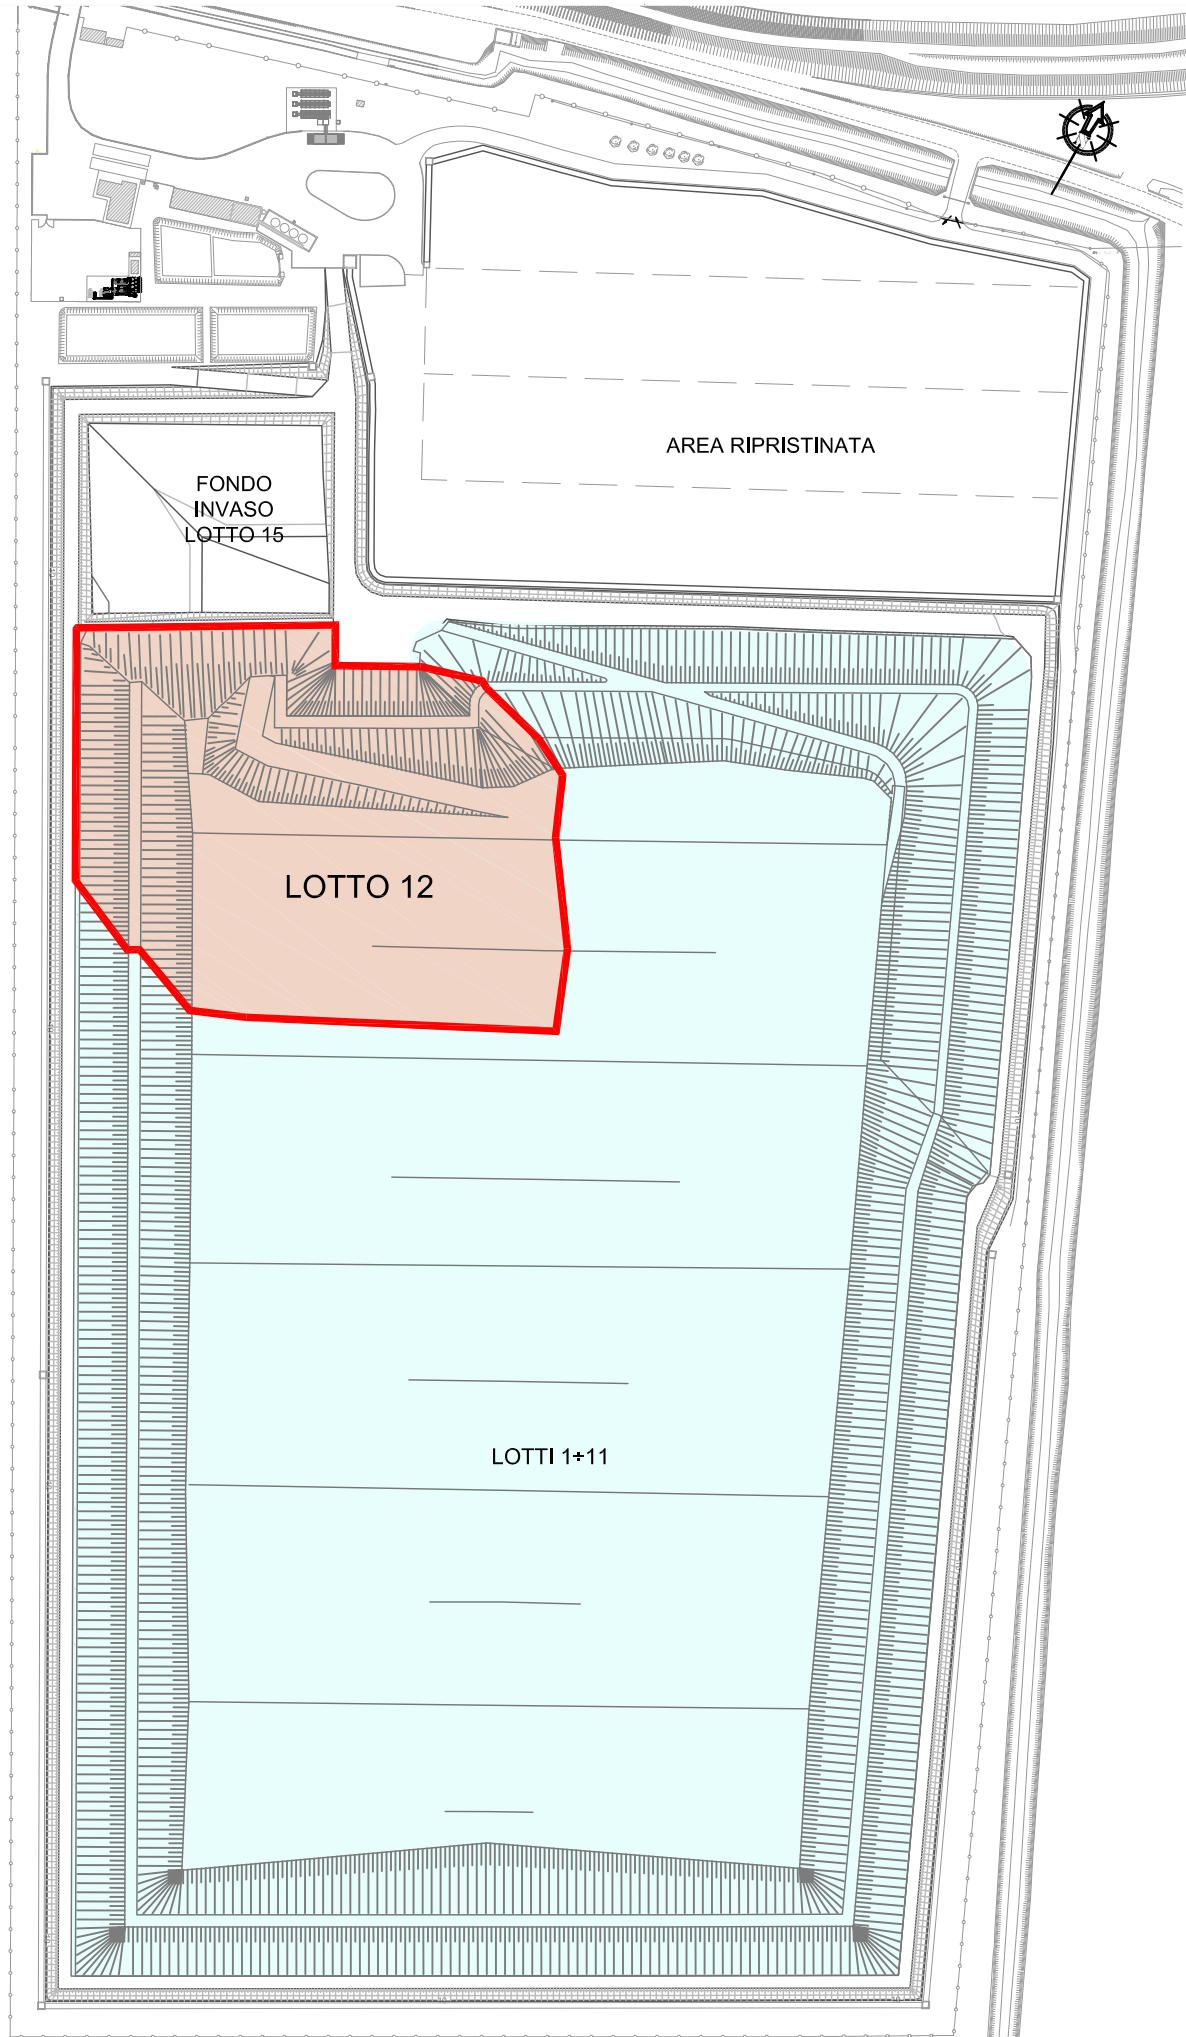 AREA RIPRISTINATA
FONDO
INVASO
LOTTO 15
LOTTO 12
LOTTI 1÷11